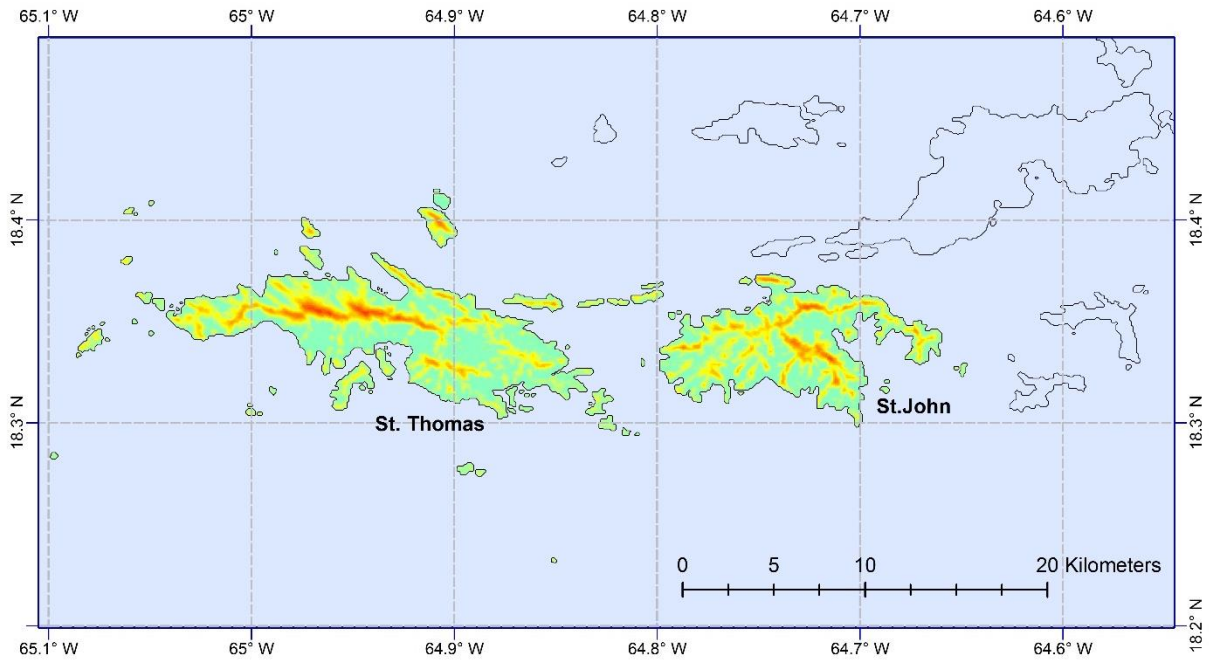 65.1° W 65° W 64.9° W 64.8° W 64.7° W 64.6° W
18.4° N 18.4° N
St.John
St. Thomas
18.3° N 18.3° N
0 5 10 20 Kilometers
18.2° N
65.1° W 65° W 64.9° W 64.8° W 64.7° W 64.6° W